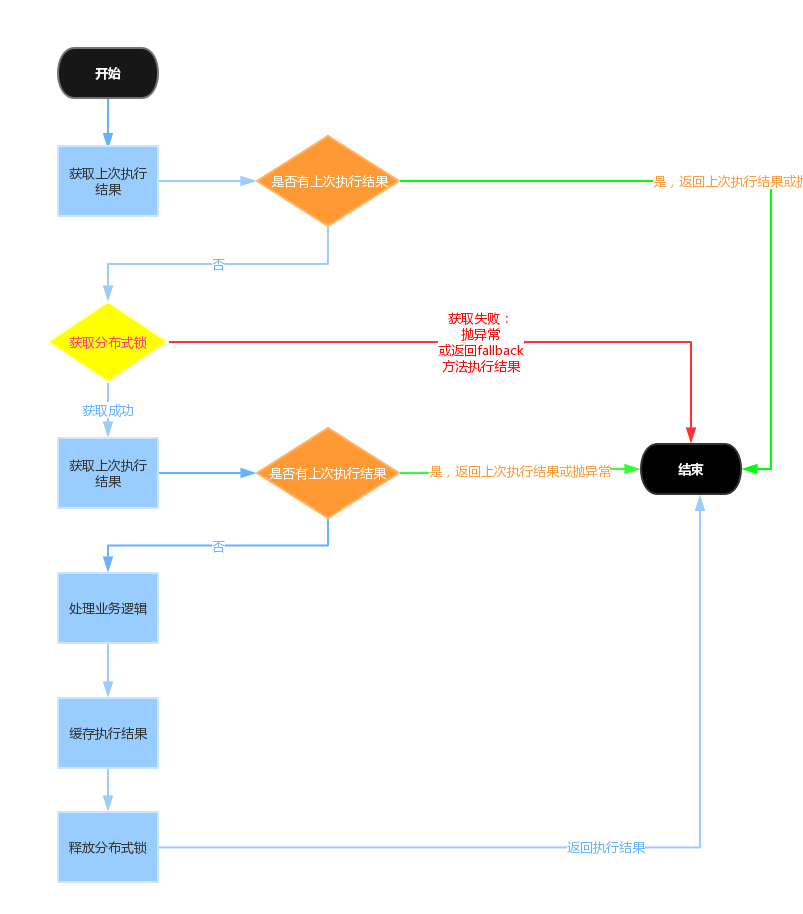 开始
获取上次执行
结果
是否有上次执行结果
是，返回上次执行结果或抛
否
获取分布式锁
获取失败：
抛异常
或返回fallback
方法执行结果
获取成功
获取上次执行
结果
是否有上次执行结果
是，返回上次执行结果或抛异常
结束
否
处理业务逻辑
缓存执行结果
释放分布式锁
返回执行结果